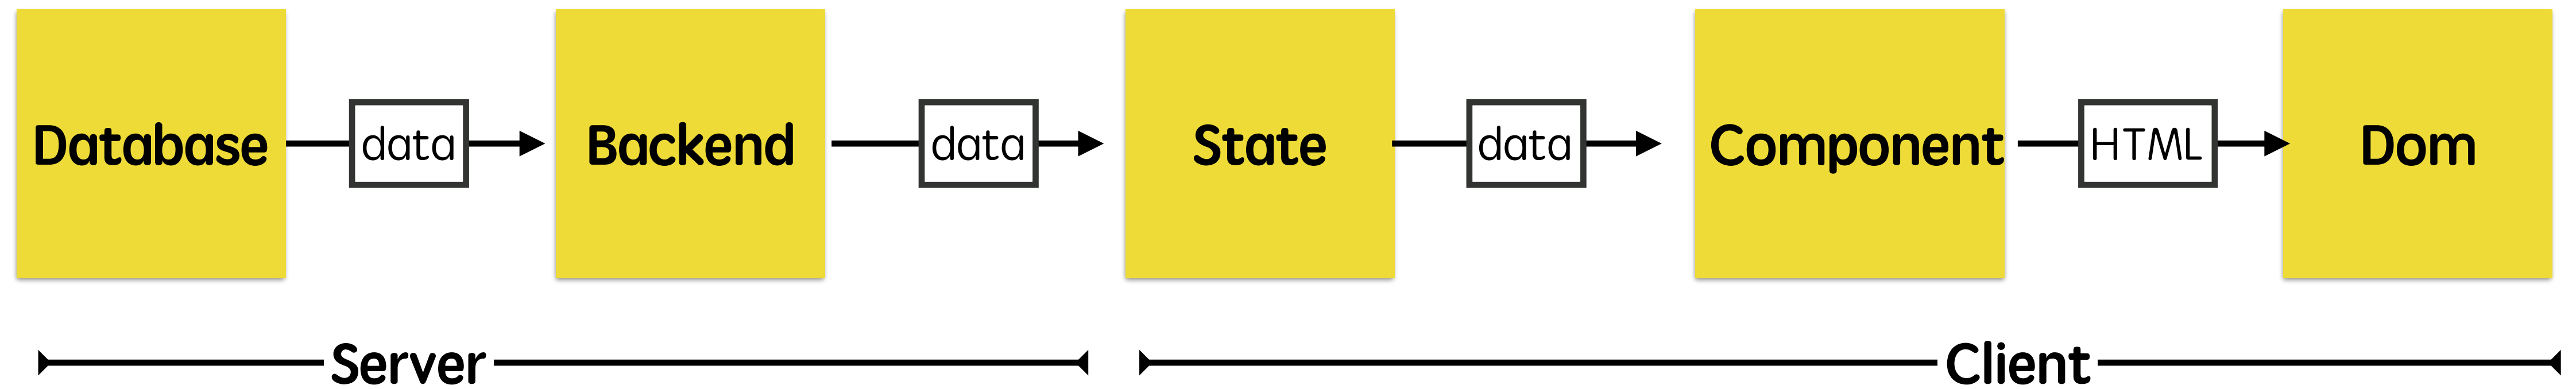 Database data Backend data State data Component HTML Dom
Server Client